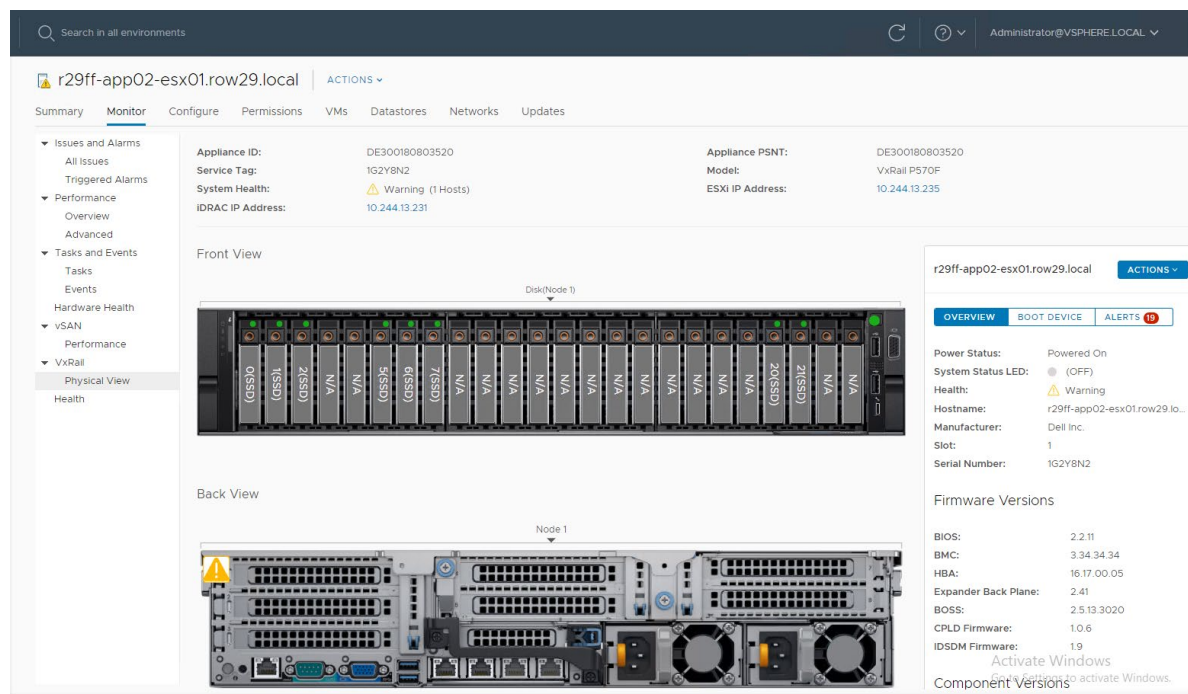 Search in all environments
Administrator@VSPHERE.LOCAL
r29ff-app02-esx01.row29.local
ACTIONS
Summary Monitor Configure Permissions VMs Datastores Networks Updates
Issues and Alarms
All Issues
Triggered Alarms
Performance
Overview
Advanced
Tasks and Events
Tasks
Events
Hardware Health
vSAN
Performance
VxRail
Physical View
Health
Appliance ID: DE300180803520
Service Tag: 1G2Y8N2
System Health: Warning (1 Hosts)
iDRAC IP Address: 10.244.13.231
Appliance PSNT: DE300180803520
Model: VxRail P570F
ESXi IP Address: 10.244.13.235
Front View
Disk(Node 1)
0(SSD) 1(SSD) 2(SSD) N/A N/A 5(SSD) 6(SSD) 7(SSD) N/A N/A N/A N/A N/A N/A N/A N/A N/A N/A N/A N/A 20(SSD) 21(SSD) N/A N/A
Back View
Node 1
r29ff-app02-esx01.row29.local
ACTIONS
OVERVIEW BOOT DEVICE ALERTS 19
Power Status: Powered On
System Status LED: (OFF)
Health: Warning
Hostname: r29ff-app02-esx01.row29.lo...
Manufacturer: Dell Inc.
Slot: 1
Serial Number: 1G2Y8N2
Firmware Versions
BIOS: 2.2.11
BMC: 3.34.34.34
HBA: 16.17.00.05
Expander Back Plane: 2.41
BOSS: 2.5.13.3020
CPLD Firmware: 1.0.6
IDSDM Firmware: 1.9
Activate Windows
Go to Settings to activate Windows.
Component Versions